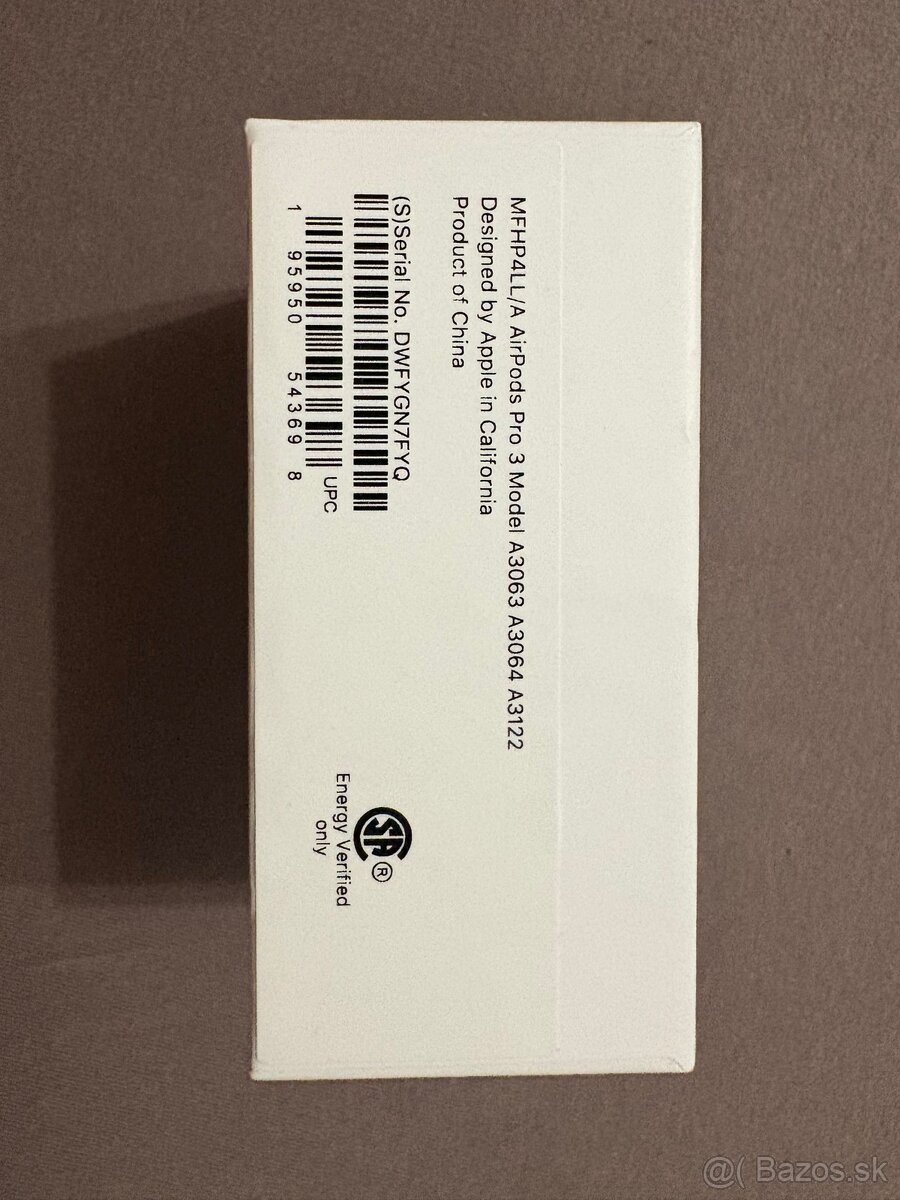 MFHP4LL/A AirPods Pro 3 Model A3063 A3064 A3122
Designed by Apple in California
Product of China
(S)Serial No. DWFYGN7FYQ
UPC
1 95950 54369 8
SA ®
Energy Verified
only
@( Bazos.sk